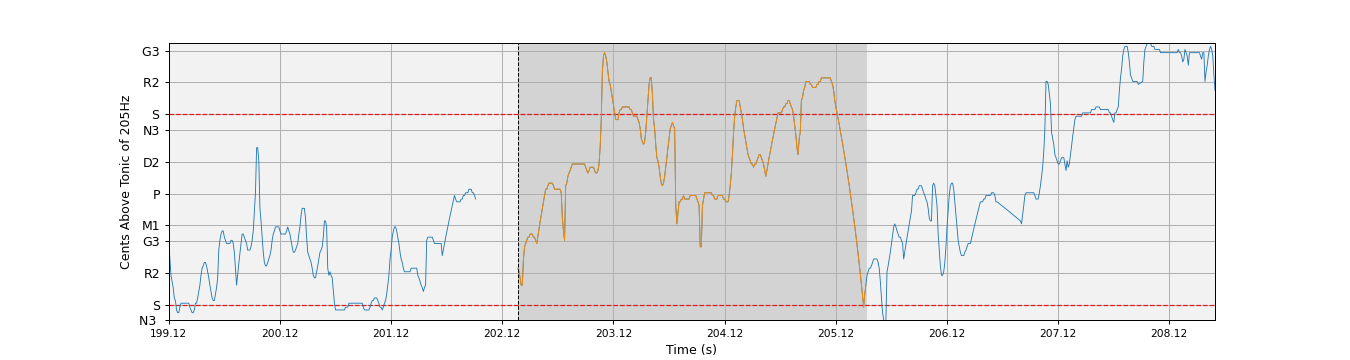 G3
R2
S
N3
D2
P
M1
G3
R2
S
N3
Cents Above Tonic of 205Hz
199.12 200.12 201.12 202.12 203.12 204.12 205.12 206.12 207.12 208.12
Time (s)